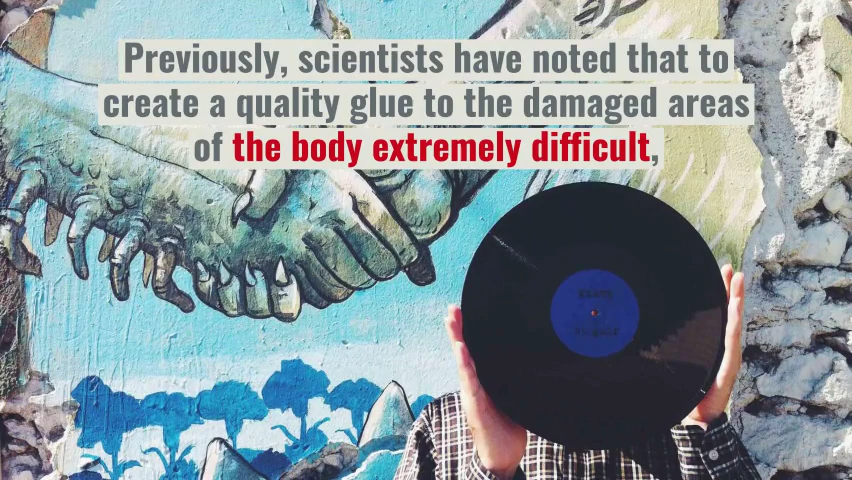 Previously, scientists have noted that to
create a quality glue to the damaged areas
of the body extremely difficult,